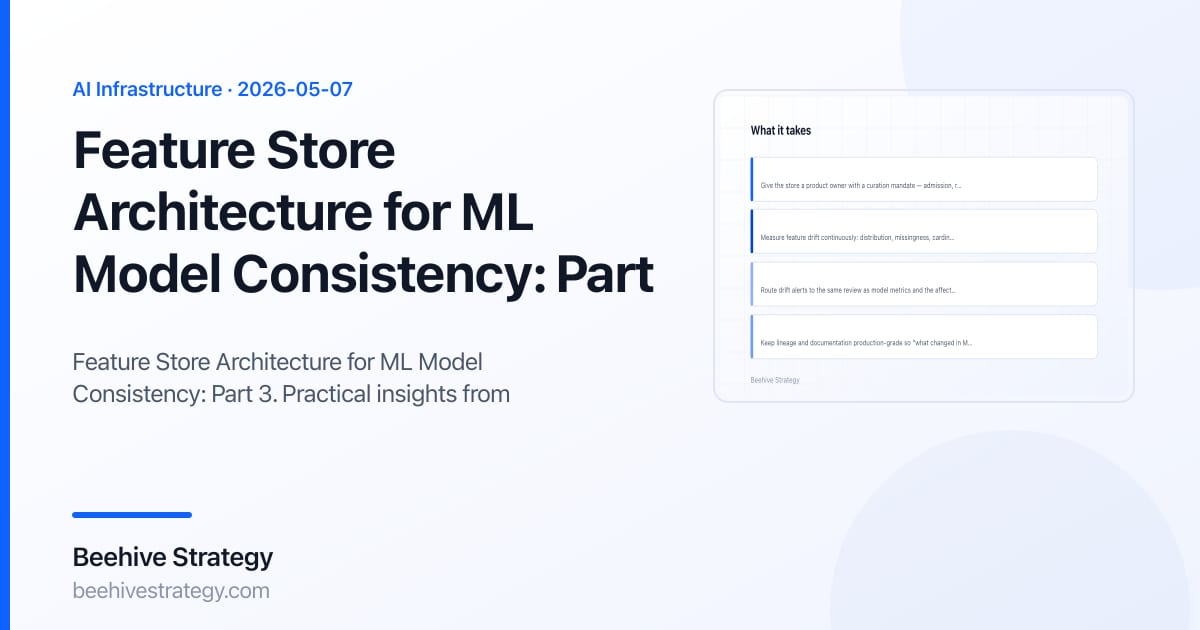 AI Infrastructure · 2026-05-07
Feature Store
Architecture for ML
Model Consistency: Part
Feature Store Architecture for ML Model
Consistency: Part 3. Practical insights from
Beehive Strategy
beehivestrategy.com
What it takes
Give the store a product owner with a curation mandate — admission, r...
Measure feature drift continuously: distribution, missingness, cardin...
Route drift alerts to the same review as model metrics and the affect...
Keep lineage and documentation production-grade so "what changed in M...
Beehive Strategy